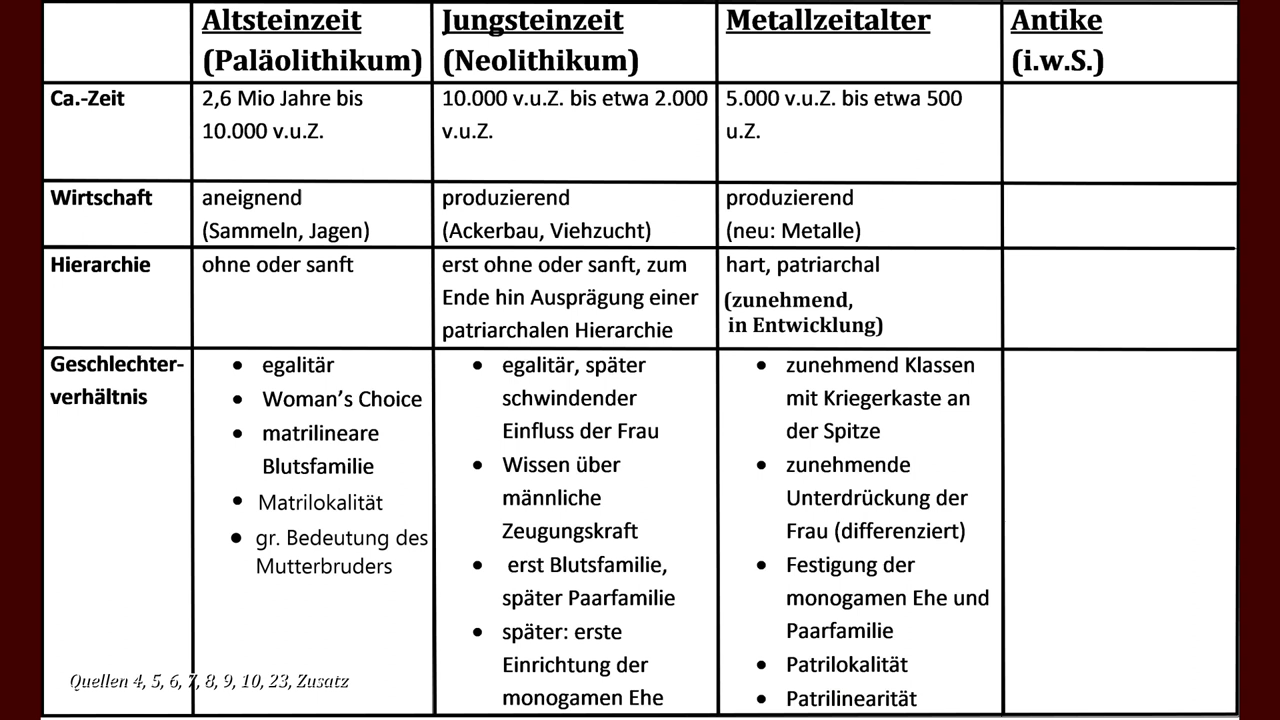 Altsteinzeit
(Paläolithikum)
Jungsteinzeit
(Neolithikum)
Metallzeitalter
Antike
(i.w.S.)
Ca.-Zeit
2,6 Mio Jahre bis
10.000 v.u.Z.
10.000 v.u.Z. bis etwa 2.000
v.u.Z.
5.000 v.u.Z. bis etwa 500
u.Z.
Wirtschaft
aneignend
(Sammeln, Jagen)
produzierend
(Ackerbau, Viehzucht)
produzierend
(neu: Metalle)
Hierarchie
ohne oder sanft
erst ohne oder sanft, zum
Ende hin Ausprägung einer
patriarchalen Hierarchie
hart, patriarchal
(zunehmend,
in Entwicklung)
Geschlechter-
verhältnis
• egalitär
• Woman’s Choice
• matrilineare
Blutsfamilie
• Matrilokalität
• gr. Bedeutung des
Mutterbruders
• egalitär, später
schwindender
Einfluss der Frau
• Wissen über
männliche
Zeugungskraft
• erst Blutsfamilie,
später Paarfamilie
• später: erste
Einrichtung der
monogamen Ehe
• zunehmend Klassen
mit Kriegerkaste an
der Spitze
• zunehmende
Unterdrückung der
Frau (differenziert)
• Festigung der
monogamen Ehe und
Paarfamilie
• Patrilokalität
• Patrilinearität
Quellen 4, 5, 6, 7, 8, 9, 10, 23, Zusatz